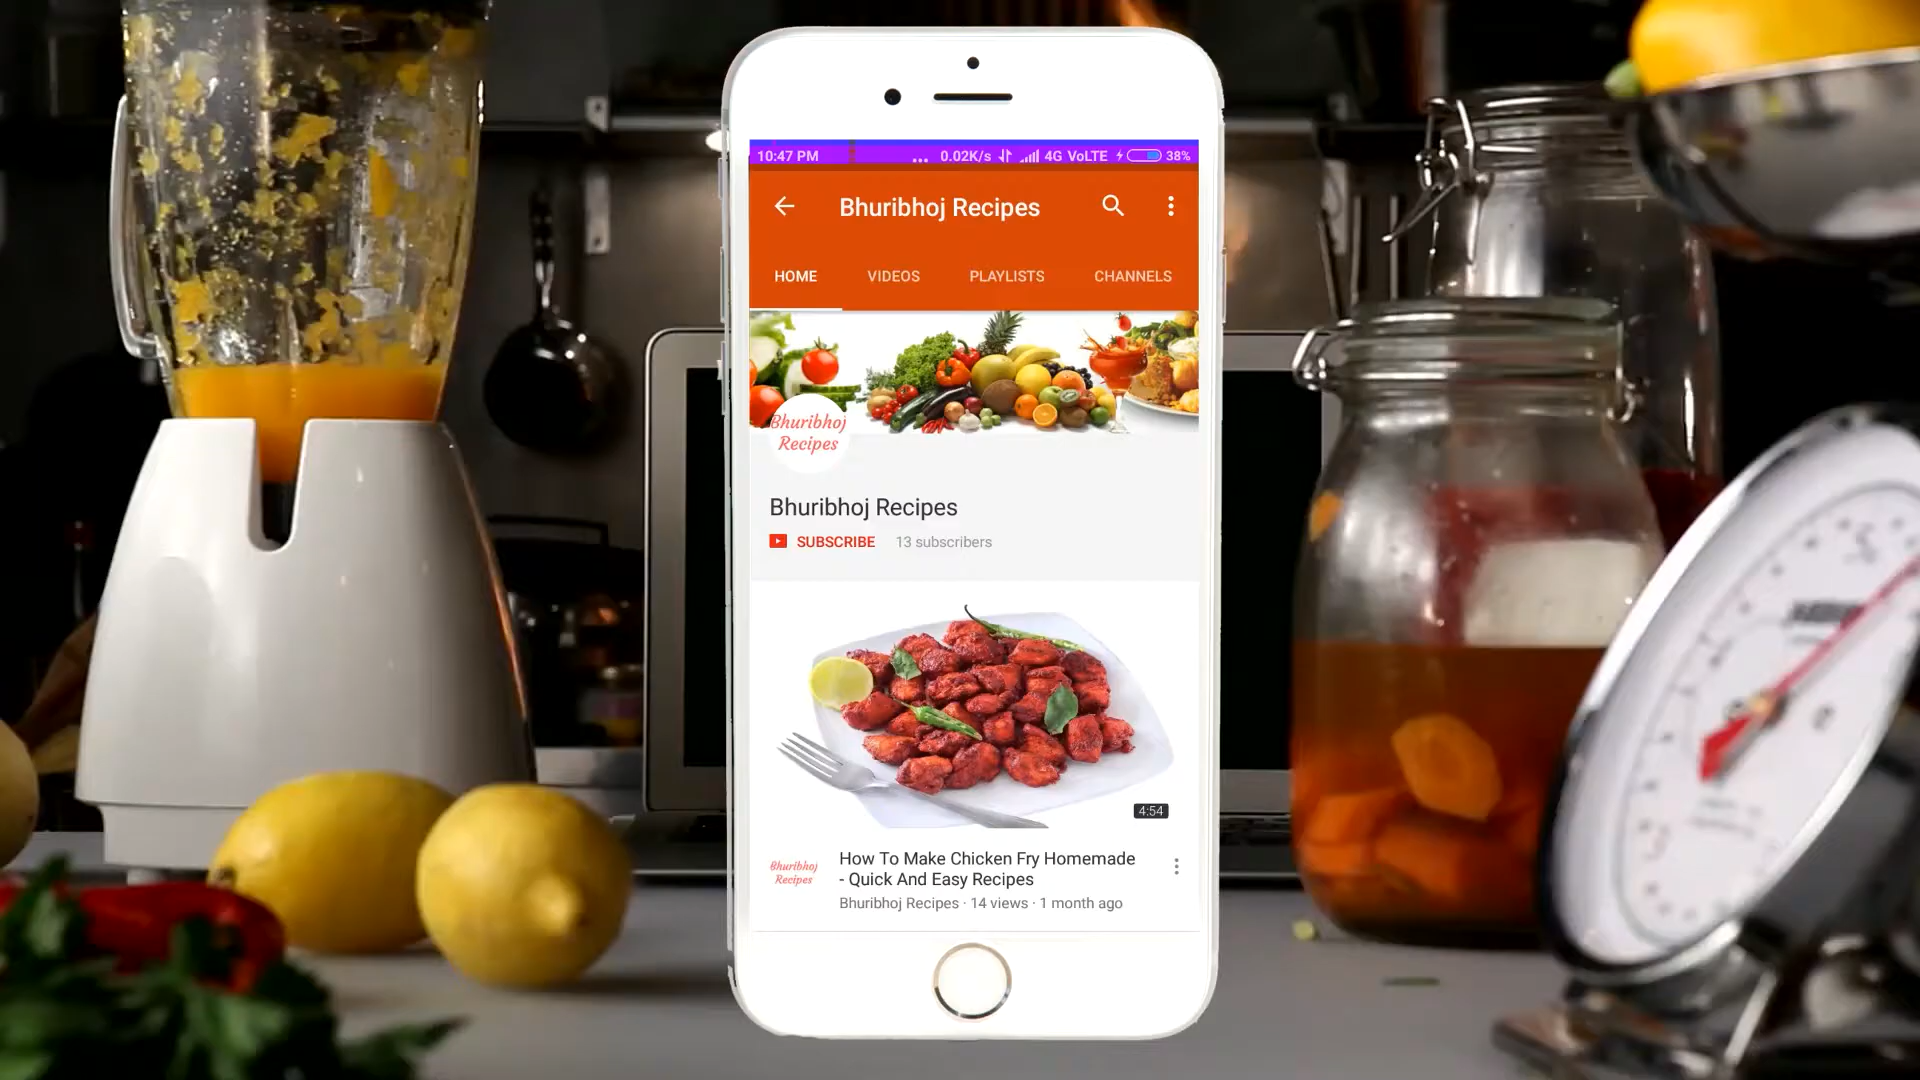 10:47 PM ... 0.02K/s 4G VoLTE 38%
Bhuribhoj Recipes
HOME VIDEOS PLAYLISTS CHANNELS
Bhuribhoj
Recipes
Bhuribhoj Recipes
SUBSCRIBE 13 subscribers
4:54
Bhuribhoj
Recipes
How To Make Chicken Fry Homemade
- Quick And Easy Recipes
Bhuribhoj Recipes · 14 views · 1 month ago